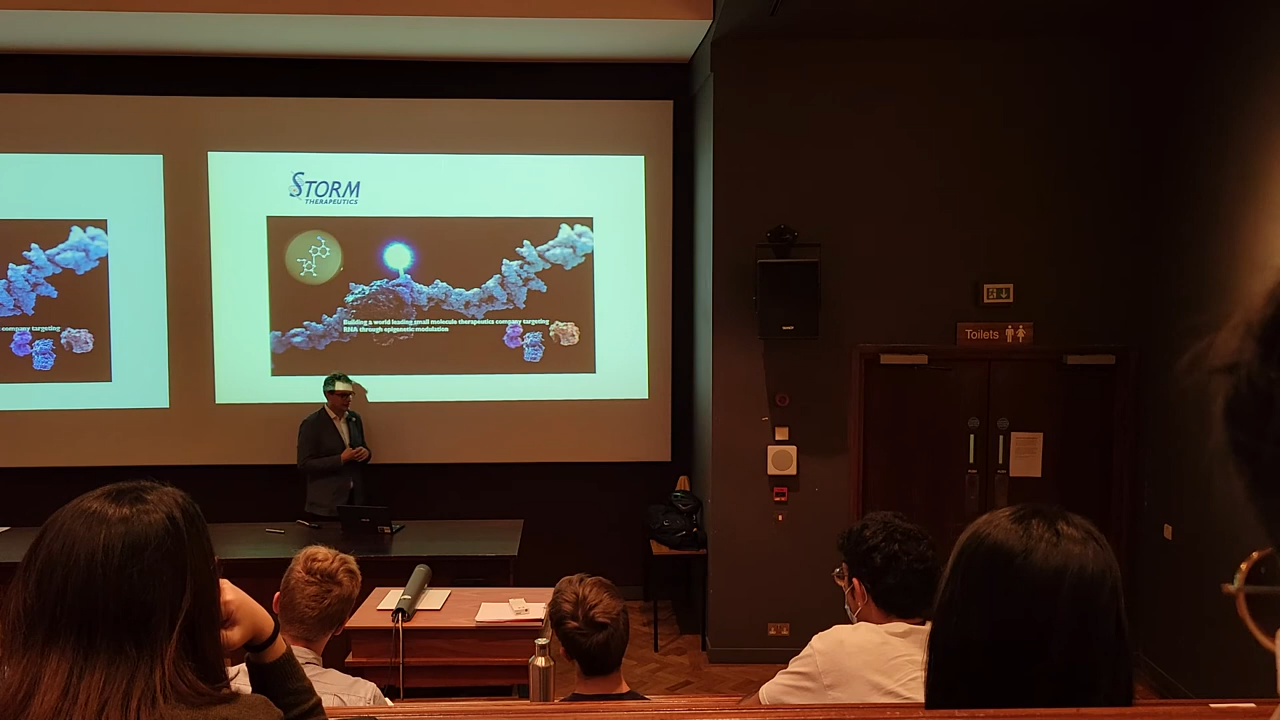 STORM
THERAPEUTICS
Building a world leading small molecule therapeutics company targeting
RNA through epigenetic modulation
company targeting
Toilets